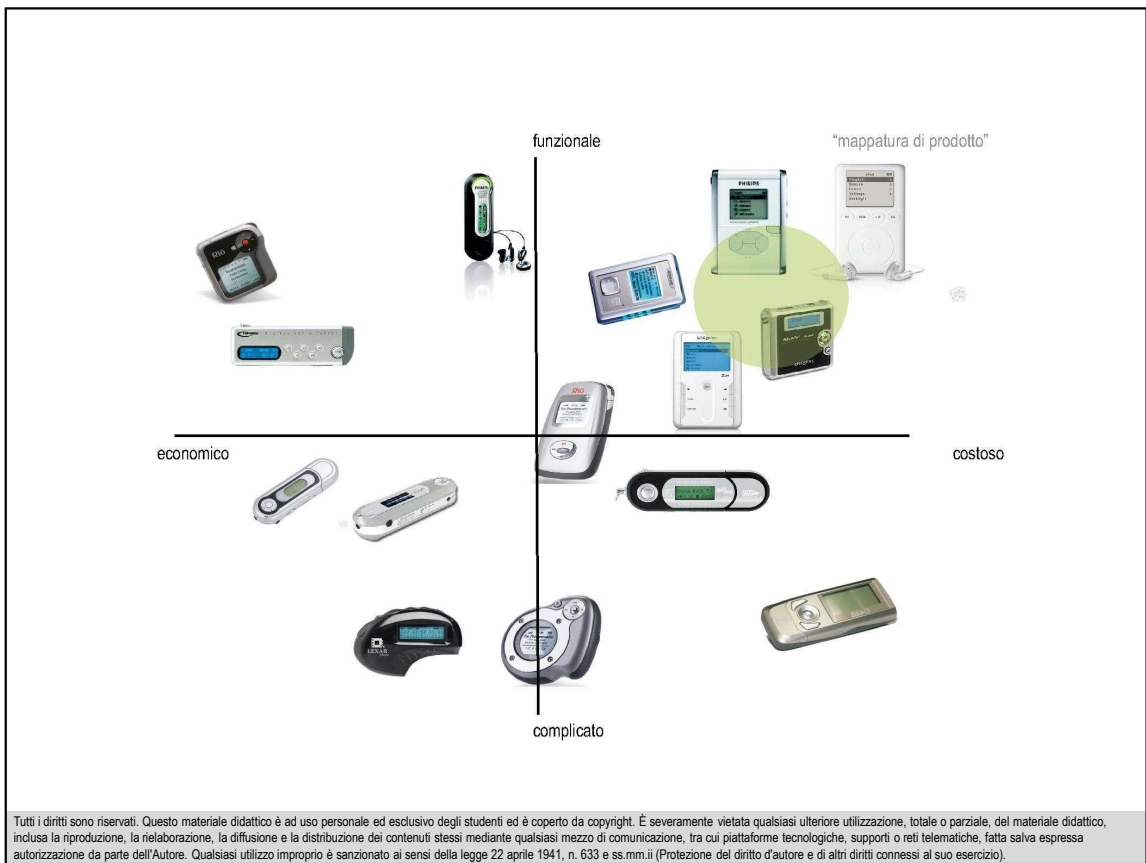 funzionale
"mappatura di prodotto"
PHILIPS
PHILIPS
RIO
economico
costoso
LEXAR
complicato
Tutti i diritti sono riservati. Questo materiale didattico è ad uso personale ed esclusivo degli studenti ed è coperto da copyright. È severamente vietata qualsiasi ulteriore utilizzazione, totale o parziale, del materiale didattico,
inclusa la riproduzione, la rielaborazione, la diffusione e la distribuzione dei contenuti stessi mediante qualsiasi mezzo di comunicazione, tra cui piattaforme tecnologiche, supporti o reti telematiche, fatta salva espressa
autorizzazione da parte dell'Autore. Qualsiasi utilizzo improprio è sanzionato ai sensi della legge 22 aprile 1941, n. 633 e ss.mm.ii (Protezione del diritto d'autore e di altri diritti connessi al suo esercizio).